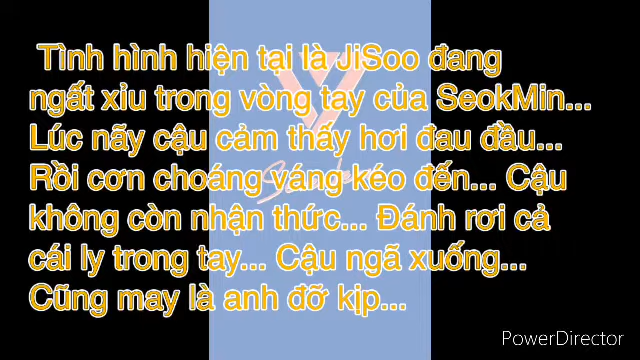 Tình hình hiện tại là JiSoo đang
ngất xỉu trong vòng tay của SeokMin...
Lúc nãy cậu cảm thấy hơi đau đầu...
Rồi cơn choáng váng kéo đến... Cậu
không còn nhận thức... Đánh rơi cả
cái ly trong tay... Cậu ngã xuống...
Cũng may là anh đỡ kịp...
PowerDirector